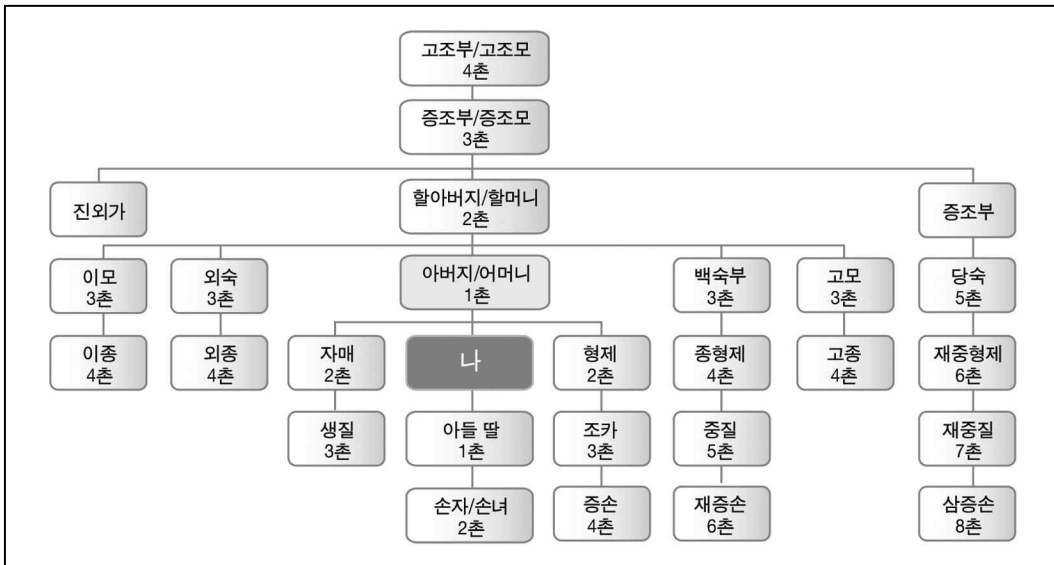 고조부/고조모
4촌
증조부/증조모
3촌
진외가
할아버지/할머니
2촌
증조부
이모
3촌
외숙
3촌
아버지/어머니
1촌
백숙부
3촌
고모
3촌
당숙
5촌
이종
4촌
외종
4촌
자매
2촌
나
형제
2촌
종형제
4촌
고종
4촌
재중형제
6촌
생질
3촌
아들 딸
1촌
조카
3촌
중질
5촌
재중질
7촌
손자/손녀
2촌
증손
4촌
재증손
6촌
삼증손
8촌